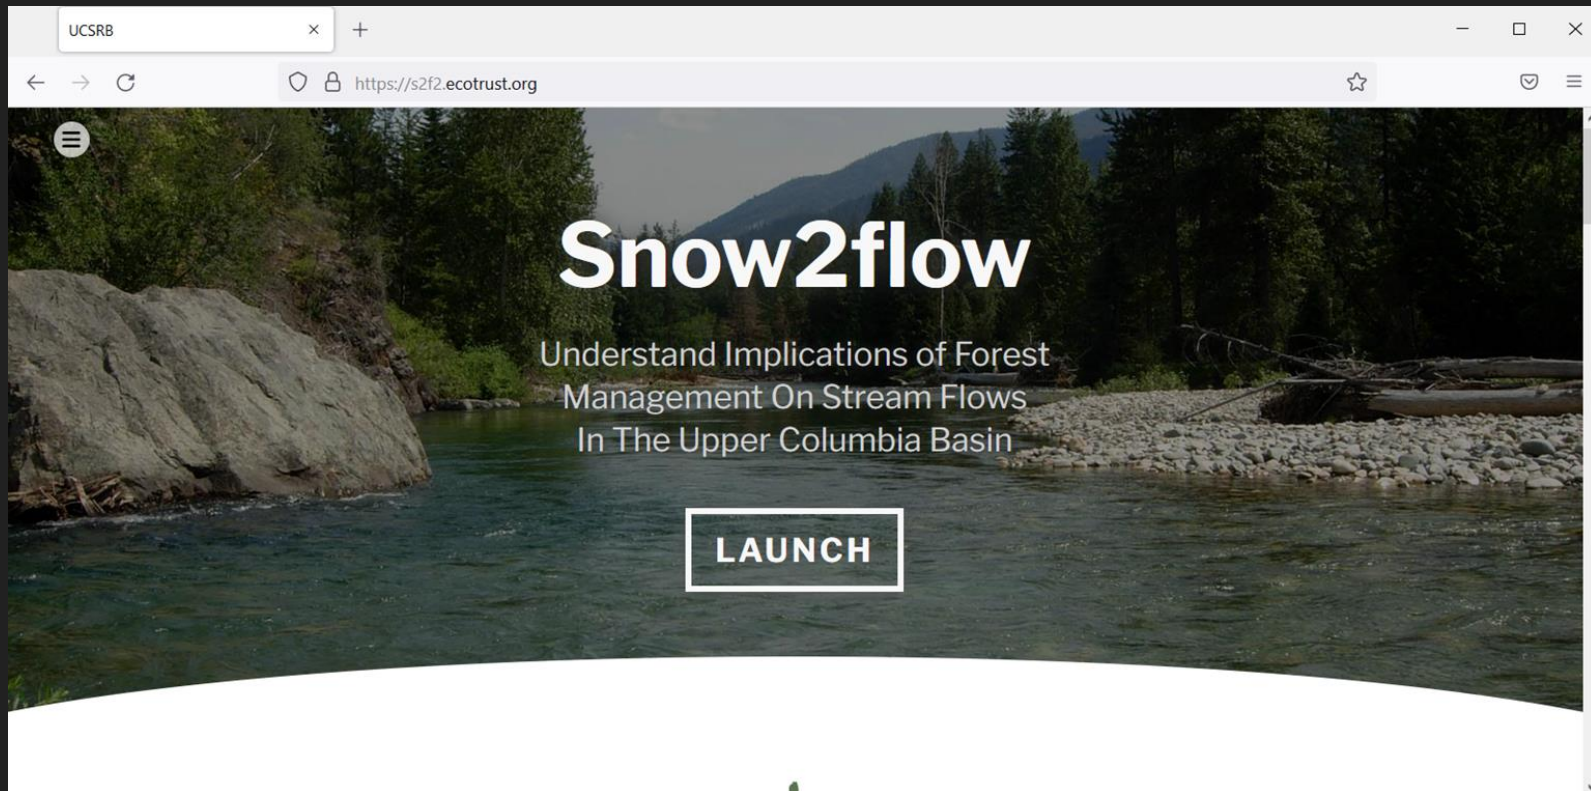 UCSRB
https://s2f2.ecotrust.org
Snow2flow
Understand Implications of Forest
Management On Stream Flows
In The Upper Columbia Basin
LAUNCH